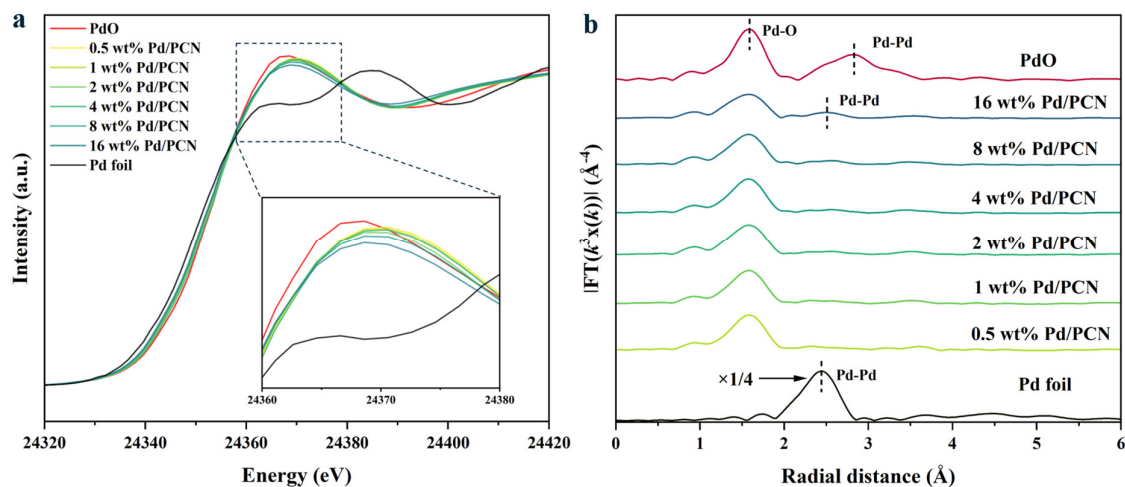 a
PdO
0.5 wt% Pd/PCN
1 wt% Pd/PCN
2 wt% Pd/PCN
4 wt% Pd/PCN
8 wt% Pd/PCN
16 wt% Pd/PCN
Pd foil
24360
24370
24380
24320
24340
24360
24380
24400
24420
Energy (eV)
Intensity (a.u.)
b
Pd-O
Pd-Pd
PdO
Pd-Pd
16 wt% Pd/PCN
8 wt% Pd/PCN
4 wt% Pd/PCN
2 wt% Pd/PCN
1 wt% Pd/PCN
0.5 wt% Pd/PCN
×1/4
Pd-Pd
Pd foil
0
1
2
3
4
5
6
Radial distance (Å)
|FT(k³x(k))| (Å⁻⁴)